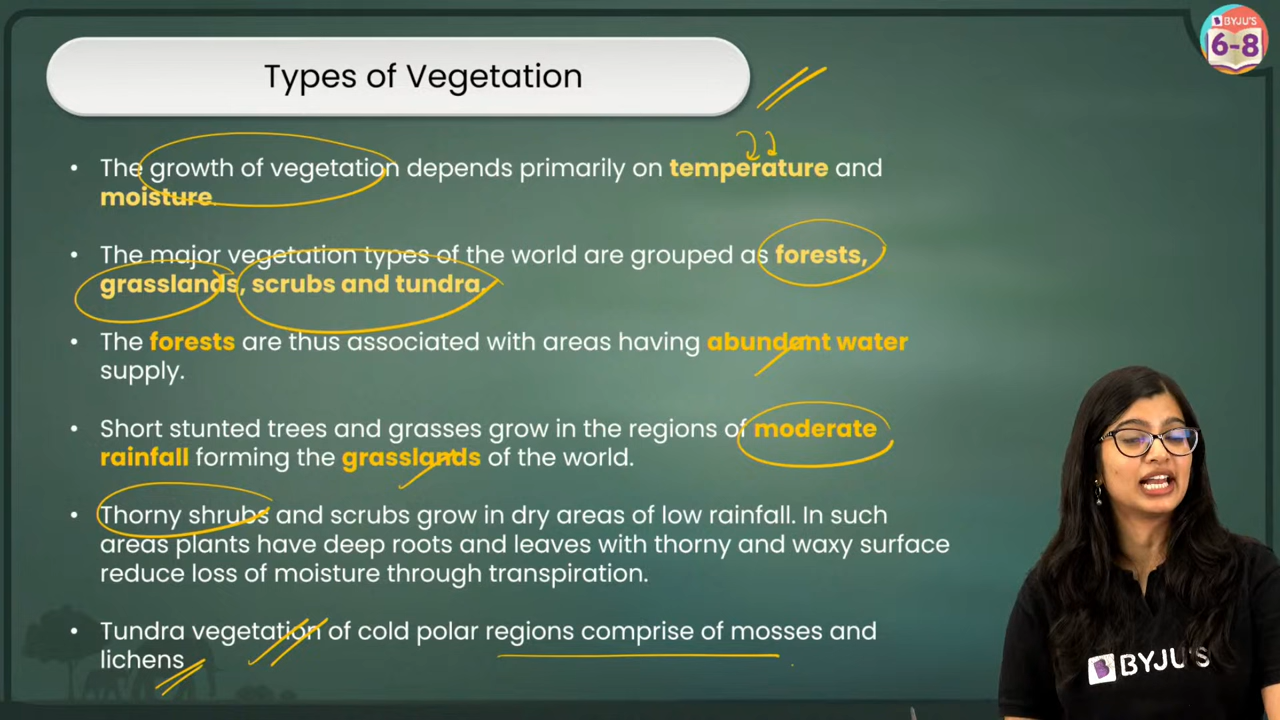 BYJU'S
6-8
Types of Vegetation
• The growth of vegetation depends primarily on temperature and
moisture.
• The major vegetation types of the world are grouped as forests,
grasslands, scrubs and tundra.
• The forests are thus associated with areas having abundant water
supply.
• Short stunted trees and grasses grow in the regions of moderate
rainfall forming the grasslands of the world.
• Thorny shrubs and scrubs grow in dry areas of low rainfall. In such
areas plants have deep roots and leaves with thorny and waxy surface
reduce loss of moisture through transpiration.
• Tundra vegetation of cold polar regions comprise of mosses and
lichens
BYJU'S